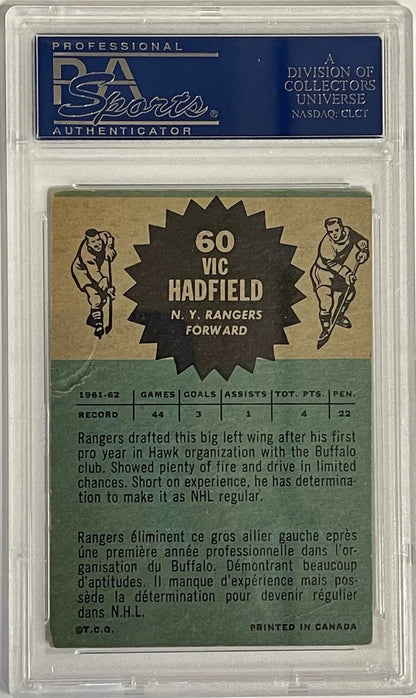 PROFESSIONAL
PSA
Sports®
AUTHENTICATOR
A
DIVISION OF
COLLECTORS
UNIVERSE
NASDAQ: CLCT
60
VIC
HADFIELD
N. Y. RANGERS
FORWARD
1961-62 GAMES GOALS ASSISTS TOT. PTS. PEN.
RECORD 44 3 1 4 22
Rangers drafted this big left wing after his first
pro year in Hawk organization with the Buffalo
club. Showed plenty of fire and drive in limited
chances. Short on experience, he has determina-
tion to make it as NHL regular.
Rangers éliminent ce gros ailier gauche eprès
úne première année professionnelle dans l'or-
ganisation du Buffalo. Démontrant beaucoup
d'aptitudes. Il manque d'expérience mais pos-
sède la détermination pour devenir régulier
dans N.H.L.
©T.C.G. PRINTED IN CANADA